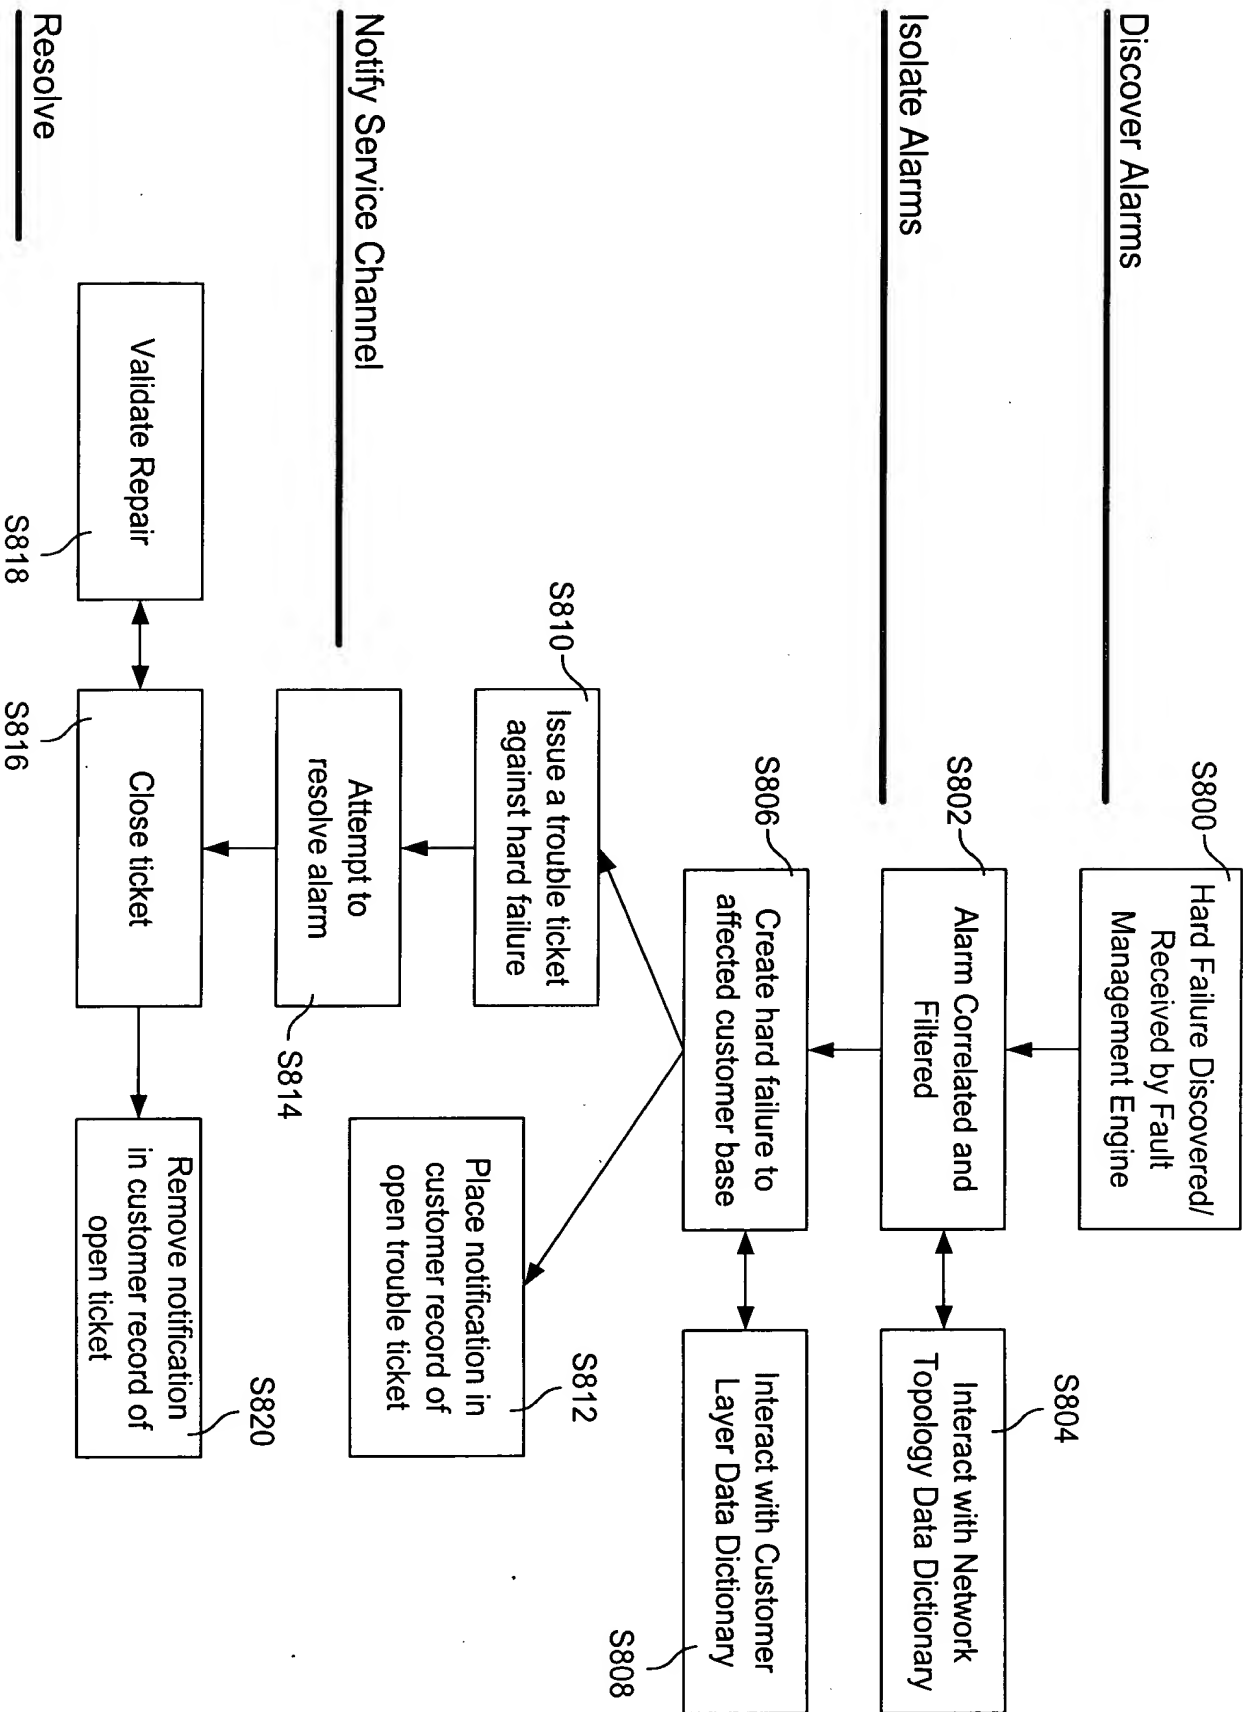 Discover Alarms
S800
Hard Failure Discovered/
Received by Fault
Management Engine
Isolate Alarms
S802
Alarm Correlated and
Filtered
S804
Interact with Network
Topology Data Dictionary
S806
Create hard failure to
affected customer base
Interact with Customer
Layer Data Dictionary
S808
Notify Service Channel
S810
Issue a trouble ticket
against hard failure
S812
Place notification in
customer record of
open trouble ticket
Attempt to
resolve alarm
S814
Resolve
Validate Repair
S818
Close ticket
S816
S820
Remove notification
in customer record of
open ticket